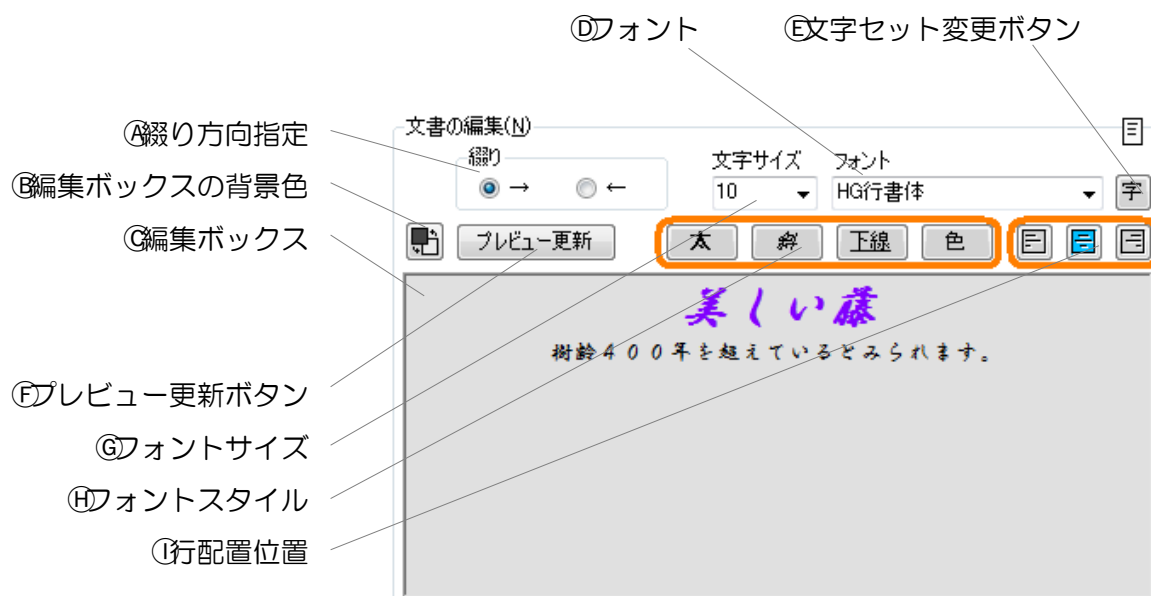 Ⓓフォント
Ⓔ文字セット変更ボタン
Ⓐ綴り方向指定
Ⓑ編集ボックスの背景色
Ⓒ編集ボックス
文書の編集(N)
綴り
→ ←
文字サイズ
フォント
10
HG行書体
字
プレビュー更新
太
斜
下線
色
美しい藤
樹齢400年を超えているとみられます。
Ⓕプレビュー更新ボタン
Ⓖフォントサイズ
Ⓗフォントスタイル
Ⓘ行配置位置